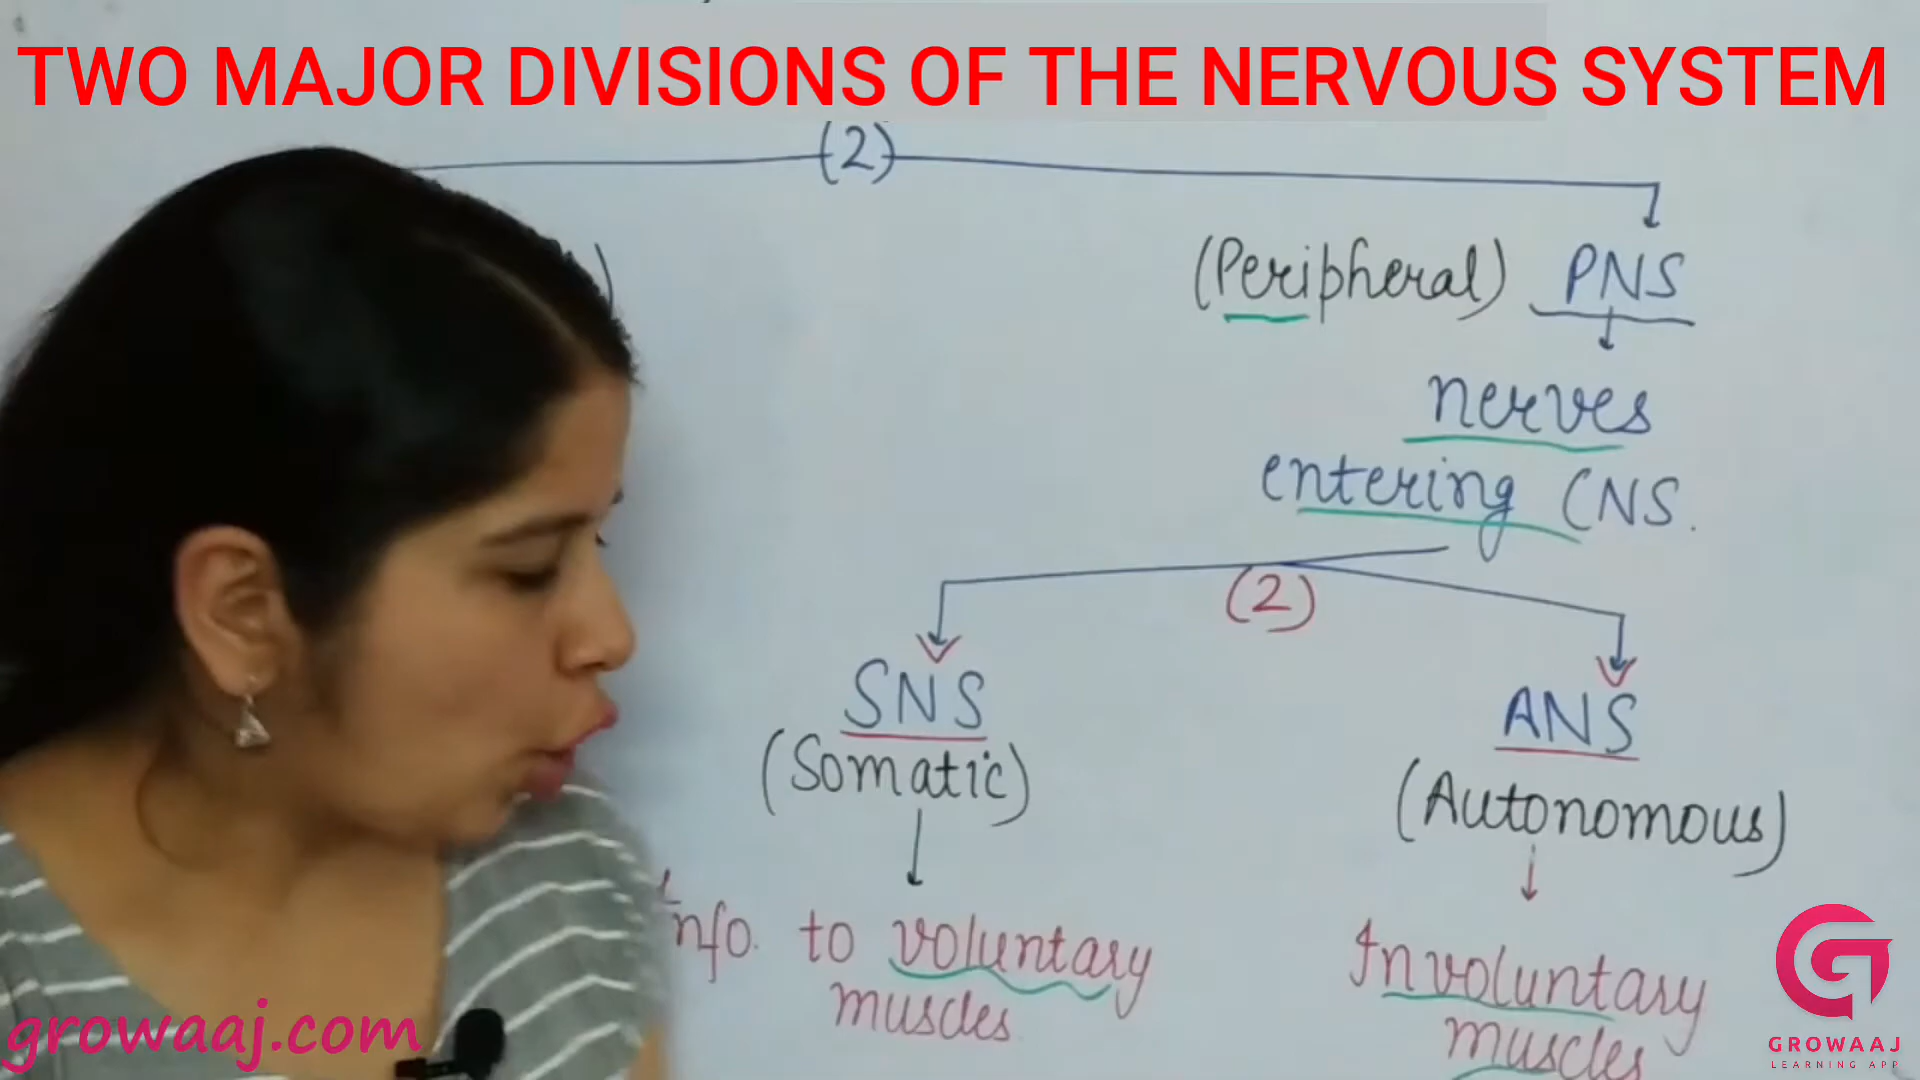 TWO MAJOR DIVISIONS OF THE NERVOUS SYSTEM
(2)
)
(Peripheral) PNS
nerves
entering CNS.
(2)
SNS
(Somatic)
ANS
(Autonomous)
Info. to voluntary
muscles
Involuntary
muscles
growaaj.com
GROWAAJ
LEARNING APP